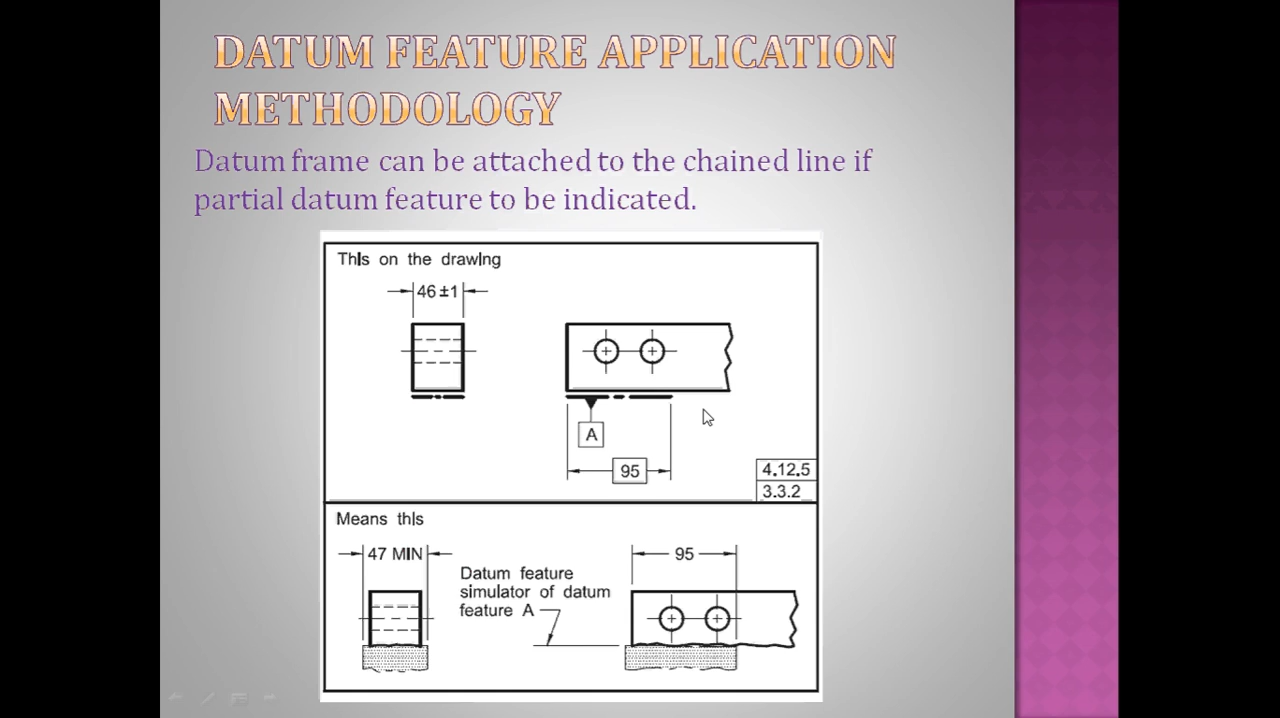 DATUM FEATURE APPLICATION
METHODOLOGY
Datum frame can be attached to the chained line if
partial datum feature to be indicated.
This on the drawing
46 ±1
A
95
4.12.5
3.3.2
Means this
47 MIN
95
Datum feature
simulator of datum
feature A